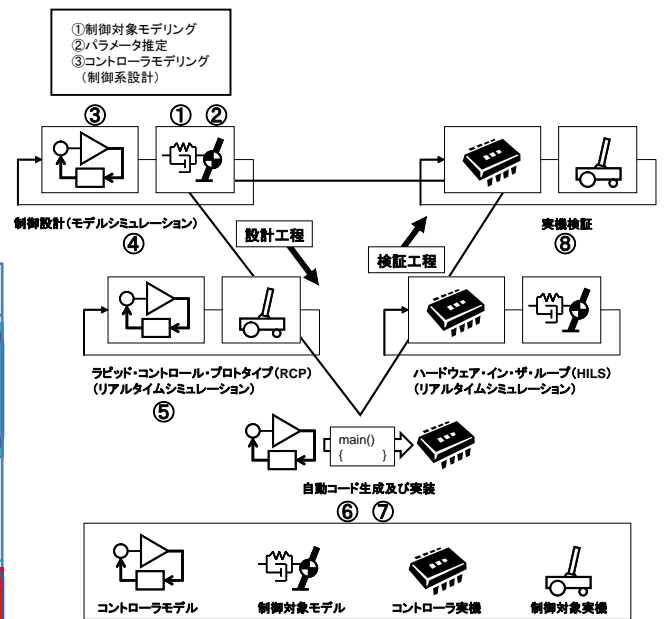 ①制御対象モデリング
②パラメータ推定
③コントローラモデリング
（制御系設計）
③
① ②
制御設計（モデルシミュレーション）
④
実機検証
⑧
設計工程
検証工程
ラピッド・コントロール・プロトタイプ（RCP）
（リアルタイムシミュレーション）
⑤
ハードウェア・イン・ザ・ループ（HILS）
（リアルタイムシミュレーション）
main()
{ }
自動コード生成及び実装
⑥ ⑦
コントローラモデル
制御対象モデル
コントローラ実機
制御対象実機